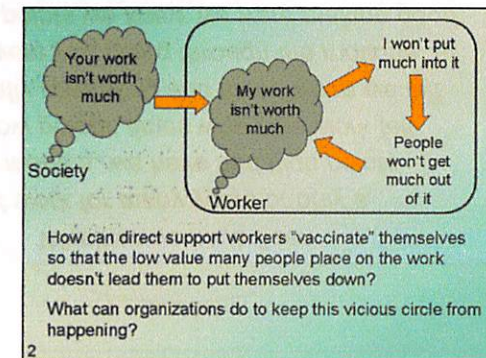 Your work
isn't worth
much
Society
My work
isn't worth
much
Worker
I won't put
much into it
People
won't get
much out
of it
How can direct support workers "vaccinate" themselves
so that the low value many people place on the work
doesn't lead them to put themselves down?
What can organizations do to keep this vicious circle from
happening?
2